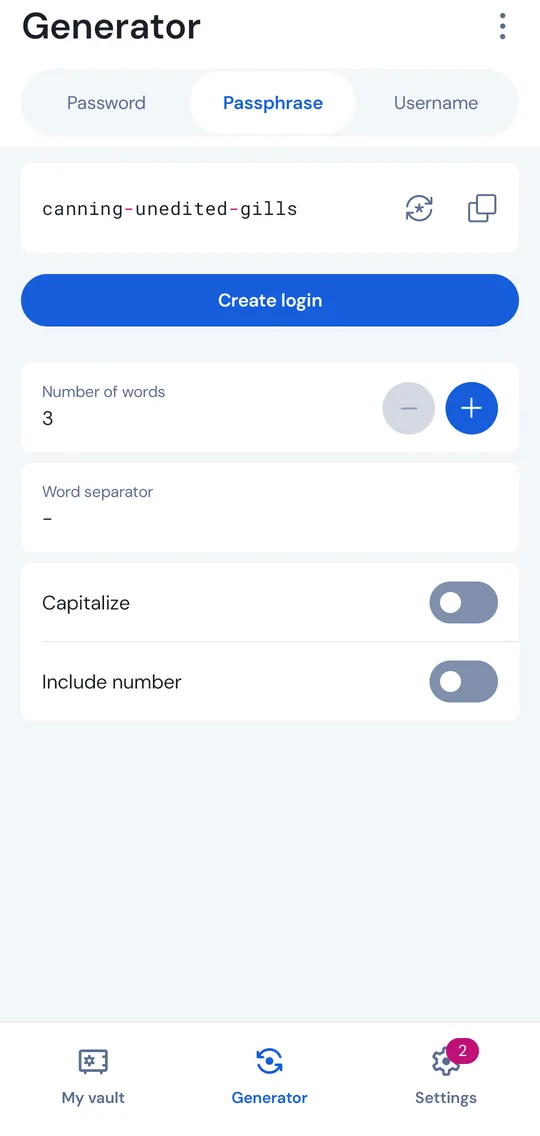 Generator
Password
Passphrase
Username
canning-unedited-gills
Create login
Number of words
3
Word separator
-
Capitalize
Include number
2
My vault
Generator
Settings